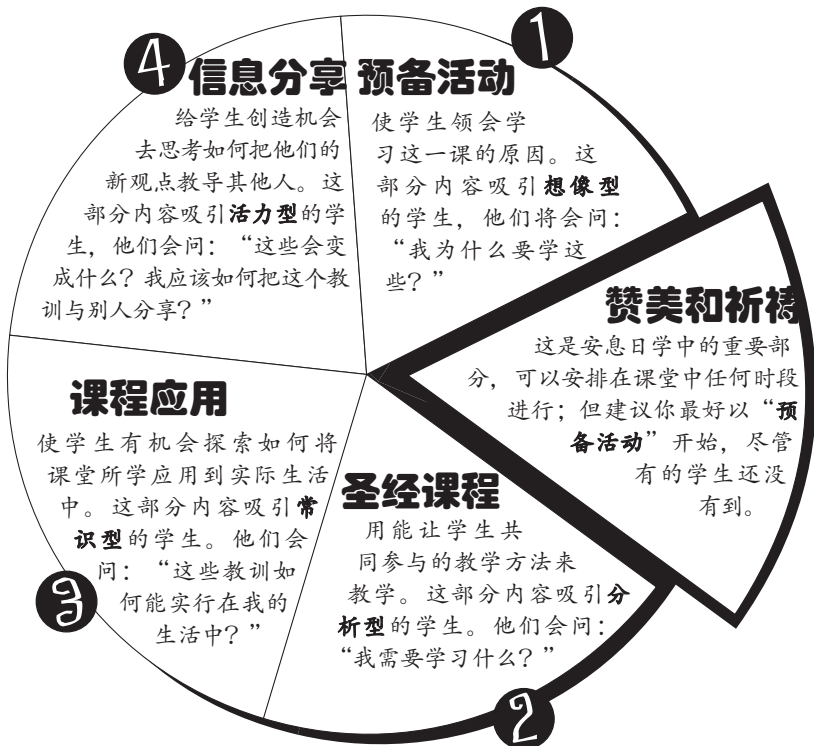 1
预备活动
使学生领会学
习这一课的原因。这
部分内容吸引想像型
的学生，他们将会问：
“我为什么要学这
些？”
赞美和祈祷
这是安息日学中的重要部
分，可以安排在课堂中任何时段
进行；但建议你最好以“预
备活动”开始，尽管
有的学生还没
有到。
2
圣经课程
用能让学生共
同参与的教学方法来
教学。这部分内容吸引分
析型的学生。他们会问：
“我需要学习什么？”
3
课程应用
使学生有机会探索如何将
课堂所学应用到实际生活
中。这部分内容吸引常
识型的学生。他们会
问：“这些教训如
何能实行在我的
生活中？”
4
信息分享
给学生创造机会
去思考如何把他们的
新观点教导其他人。这
部分内容吸引活力型的学
生，他们会问：“这些会变
成什么？我应该如何把这个教
训与别人分享？”